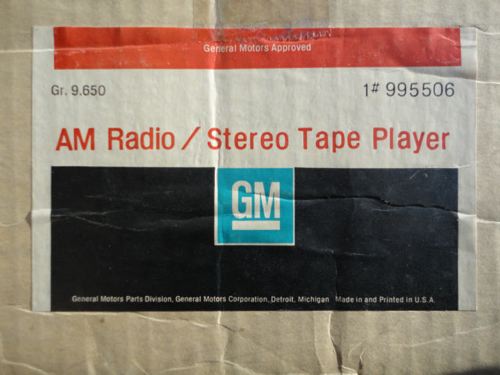 General Motors Approved
Gr. 9.650
1# 995506
AM Radio / Stereo Tape Player
GM
General Motors Parts Division, General Motors Corporation, Detroit, Michigan Made in and Printed in U.S.A.